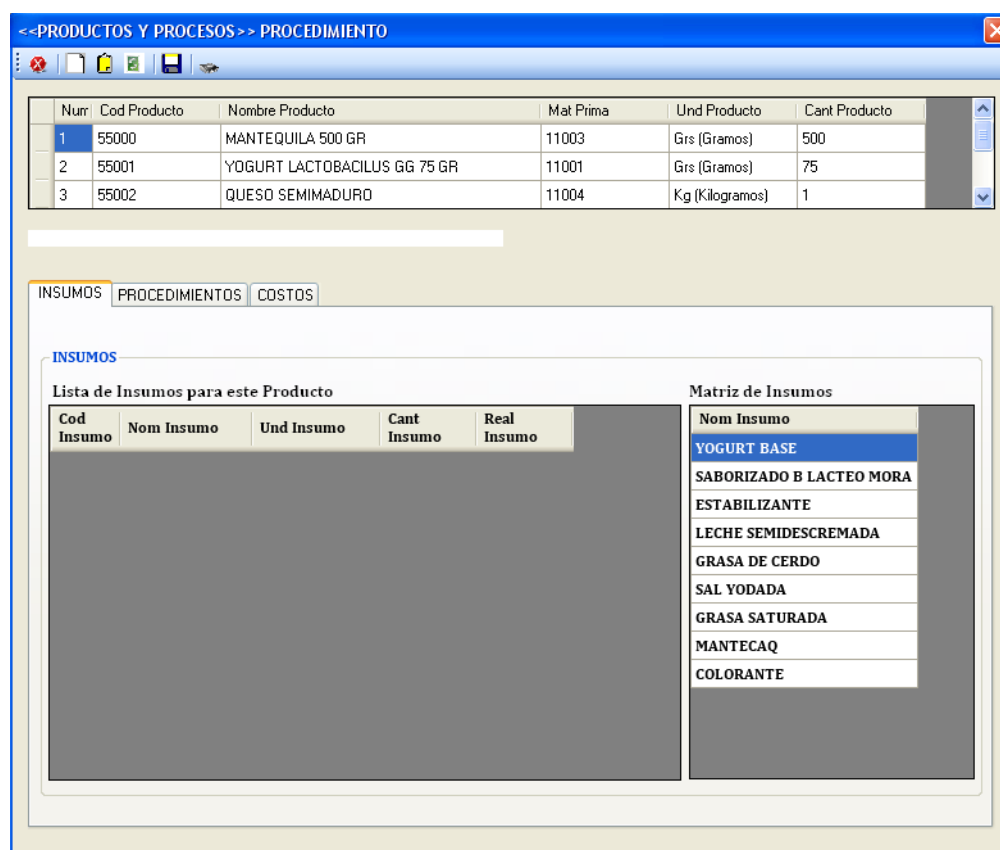 <<PRODUCTOS Y PROCESOS>> PROCEDIMIENTO
Num Cod Producto Nombre Producto Mat Prima Und Producto Cant Producto
1 55000 MANTEQUILA 500 GR 11003 Grs (Gramos) 500
2 55001 YOGURT LACTOBACILUS GG 75 GR 11001 Grs (Gramos) 75
3 55002 QUESO SEMIMADURO 11004 Kg (Kilogramos) 1
INSUMOS PROCEDIMIENTOS COSTOS
INSUMOS
Lista de Insumos para este Producto
Cod Insumo Nom Insumo Und Insumo Cant Insumo Real Insumo
Matriz de Insumos
Nom Insumo
YOGURT BASE
SABORIZADO B LACTEO MORA
ESTABILIZANTE
LECHE SEMIDESCREMADA
GRASA DE CERDO
SAL YODADA
GRASA SATURADA
MANTECAQ
COLORANTE